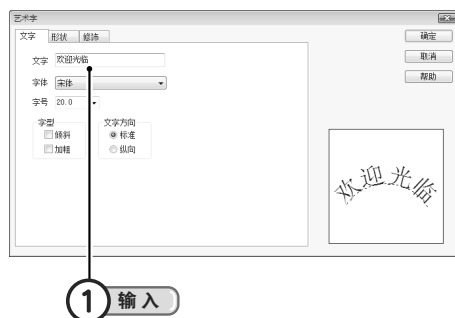 艺术字
文字 形状 修饰
确定
取消
帮助
文字 欢迎光临
字体 宋体
字号 20.0
字型 文字方向
倾斜 标准
加粗 纵向
欢迎光临
1 输入